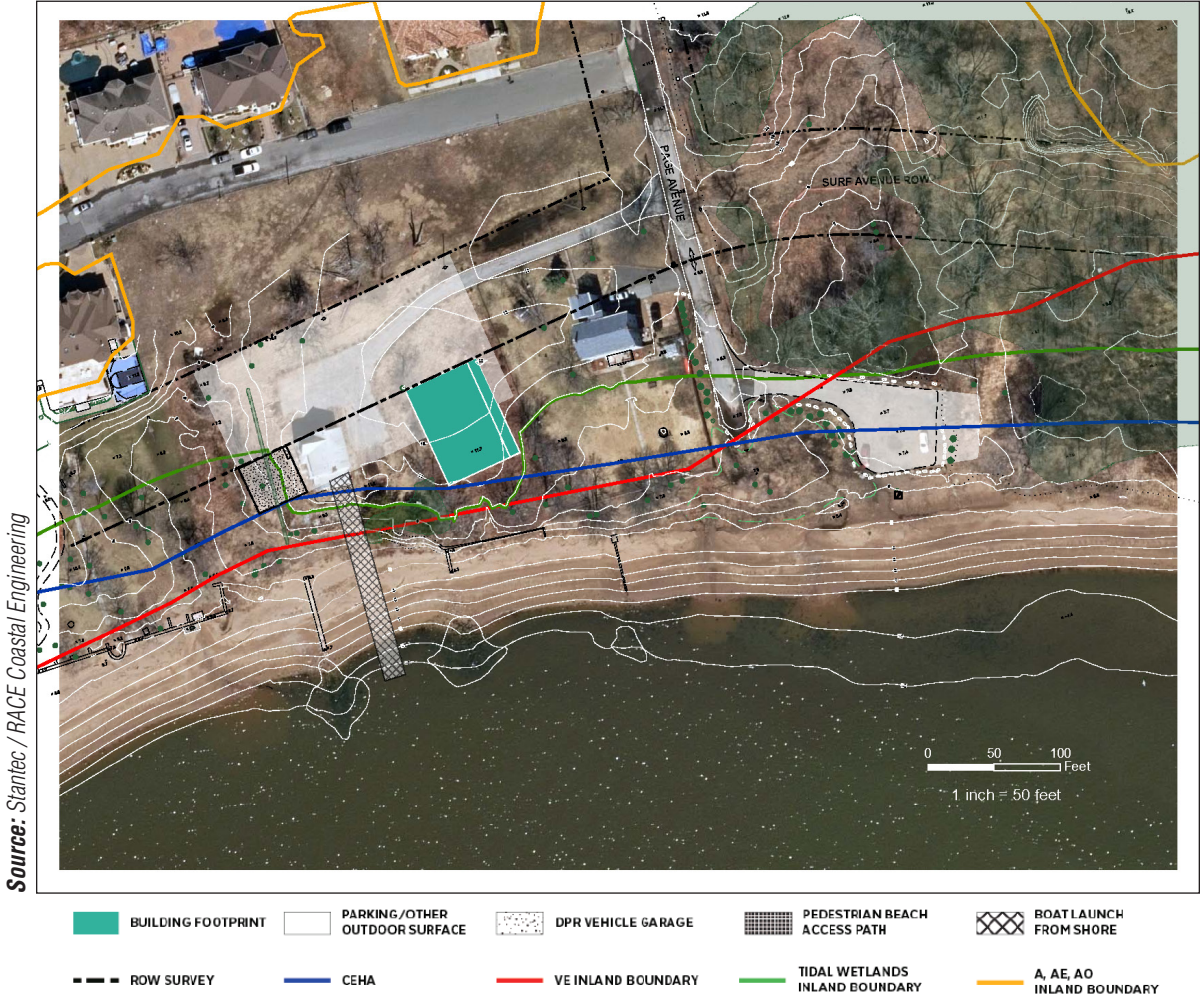 PAGE AVENUE
SURF AVENUE ROW
0 50 100
Feet
1 inch = 50 feet
Source: Stantec / RACE Coastal Engineering
BUILDING FOOTPRINT
PARKING/OTHER
OUTDOOR SURFACE
DPR VEHICLE GARAGE
PEDESTRIAN BEACH
ACCESS PATH
BOAT LAUNCH
FROM SHORE
ROW SURVEY
CEHA
VE INLAND BOUNDARY
TIDAL WETLANDS
INLAND BOUNDARY
A, AE, AO
INLAND BOUNDARY